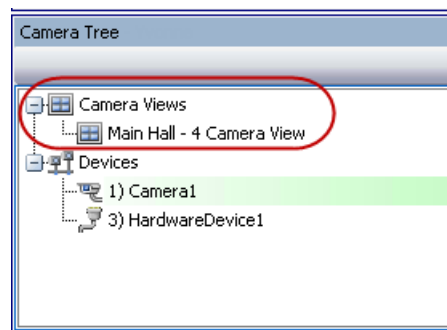 Camera Tree
Camera Views
Main Hall - 4 Camera View
Devices
1) Camera1
3) HardwareDevice1